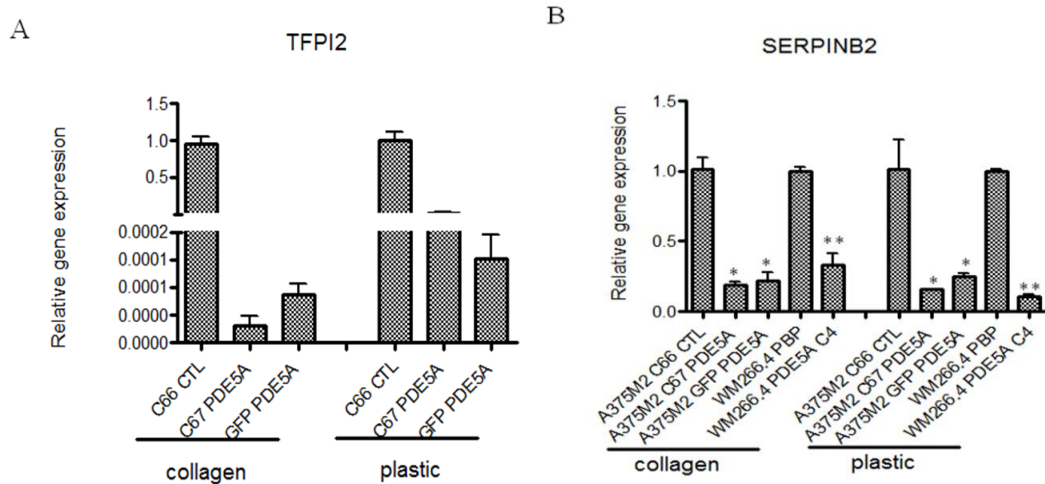 A
TFPI2
Relative gene expression
1.5
1.0
0.5
0.0002
0.0001
0.0001
0.0000
0.0000
C66 CTL
C67 PDE5A
GFP PDE5A
C66 CTL
C67 PDE5A
GFP PDE5A
collagen
plastic
B
SERPINB2
Relative gene expression
1.5
1.0
0.5
0.0
*
*
**
*
*
**
A375M2 C66 CTL
A375M2 C67 PDE5A
A375M2 GFP PDE5A
WM266.4 PBP
WM266.4 PDE5A C4
A375M2 C66 CTL
A375M2 C67 PDE5A
A375M2 GFP PDE5A
WM266.4 PBP
WM266.4 PDE5A C4
collagen
plastic